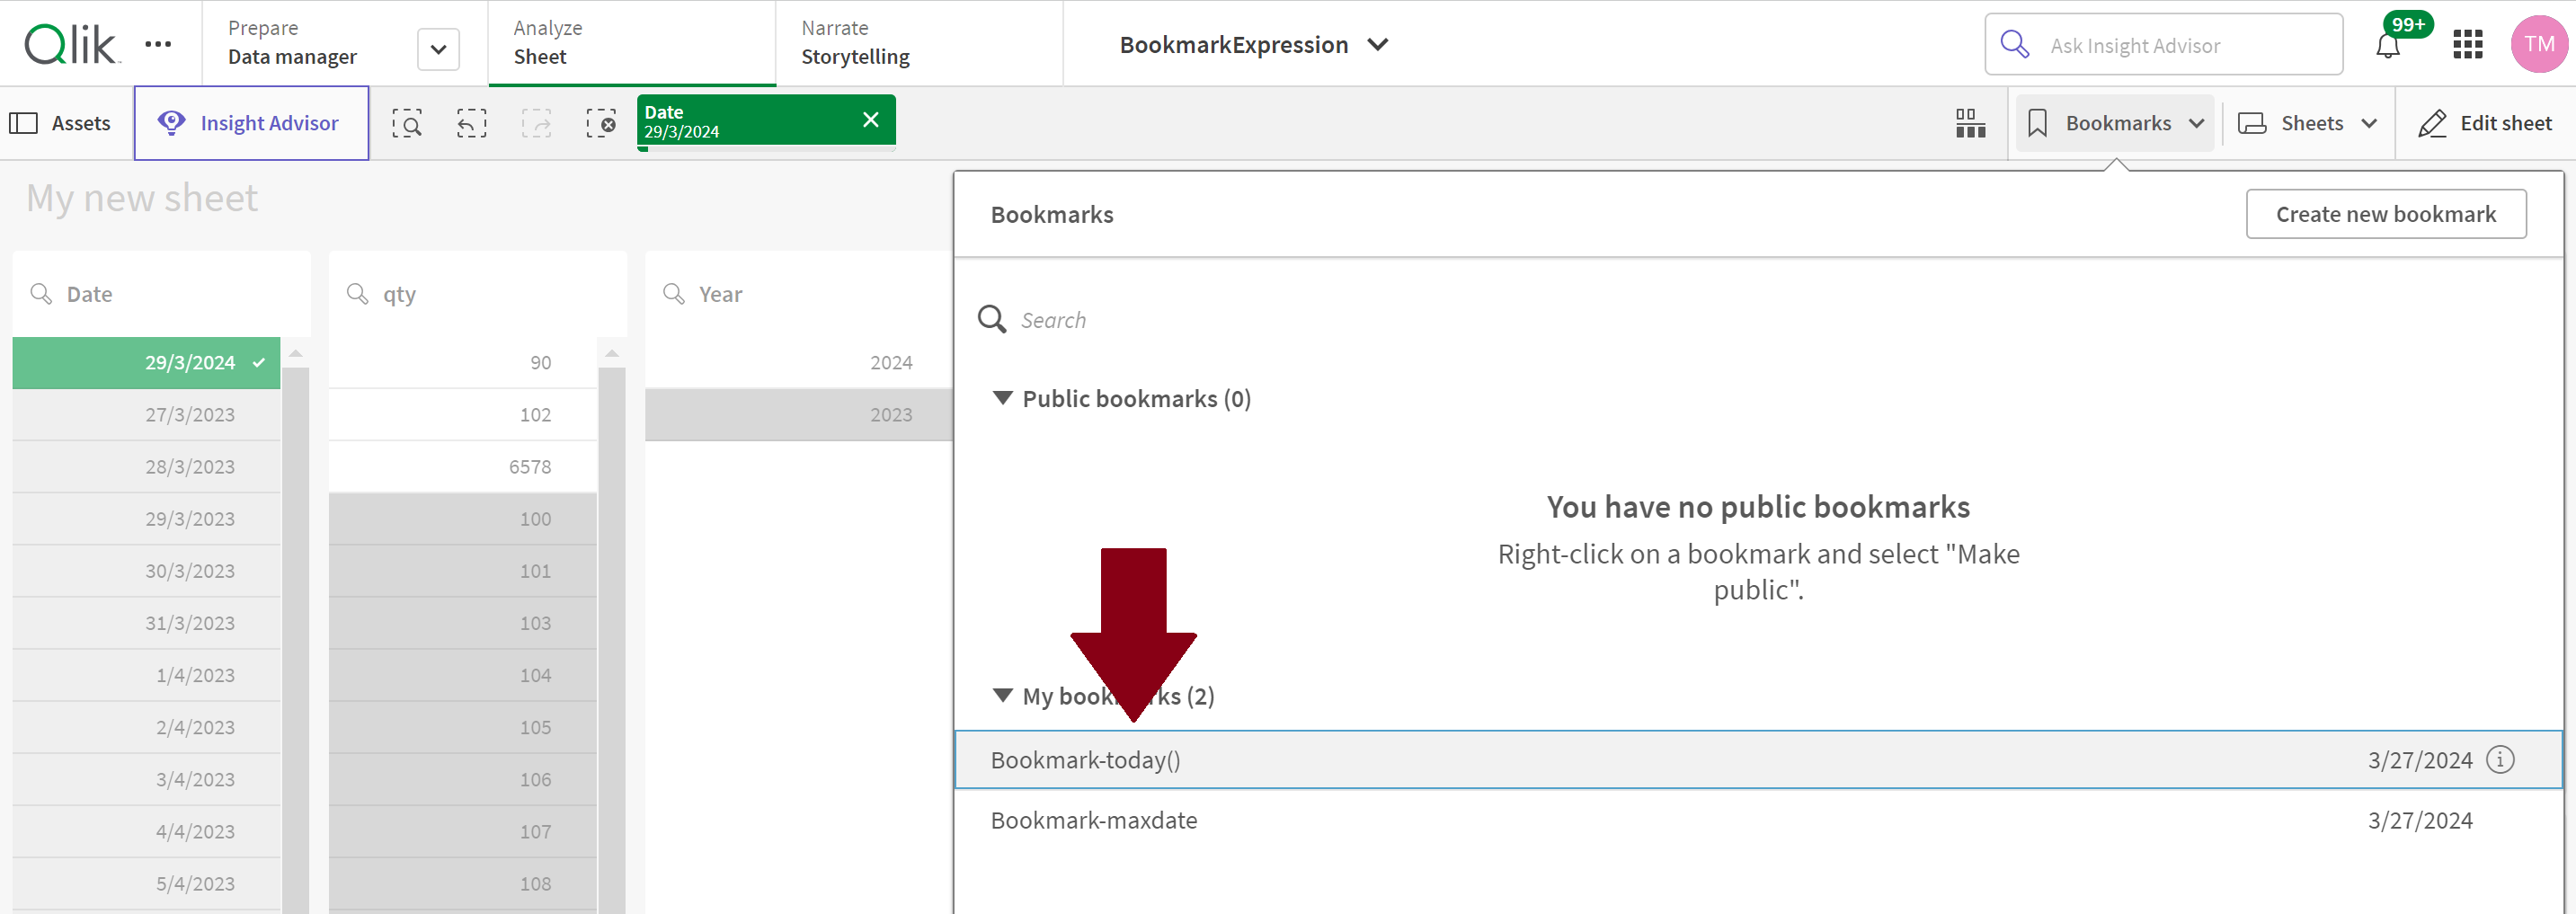 Qlik
Prepare
Data manager
Analyze
Sheet
Narrate
Storytelling
BookmarkExpression
Ask Insight Advisor
99+
TM
Assets
Insight Advisor
Date
29/3/2024
Bookmarks
Sheets
Edit sheet
My new sheet
Date
29/3/2024
27/3/2023
28/3/2023
29/3/2023
30/3/2023
31/3/2023
1/4/2023
2/4/2023
3/4/2023
4/4/2023
5/4/2023
qty
90
102
6578
100
101
103
104
105
106
107
108
Year
2024
2023
Bookmarks
Create new bookmark
Search
Public bookmarks (0)
You have no public bookmarks
Right-click on a bookmark and select "Make
public".
My bookmarks (2)
Bookmark-today() 3/27/2024
Bookmark-maxdate 3/27/2024